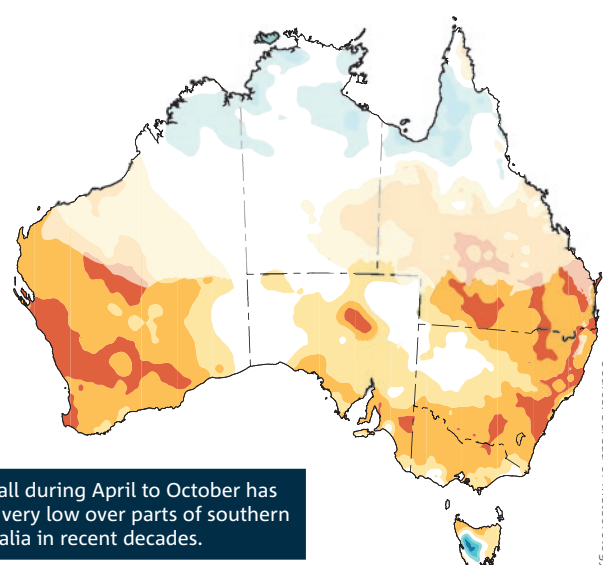 all during April to October has
very low over parts of southern
alia in recent decades.